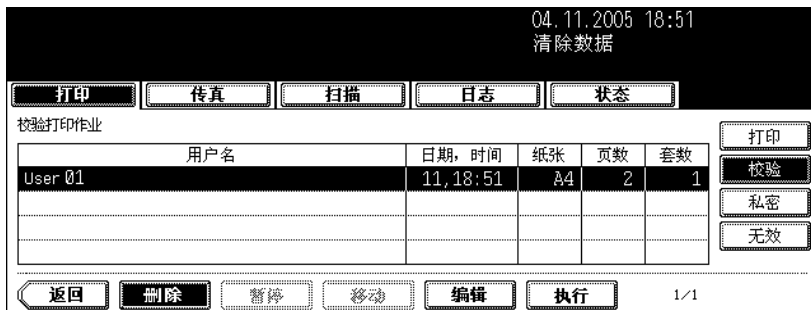 04.11.2005 18:51
清除数据
打印 传真 扫描 日志 状态
校验打印作业
打印
用户名 日期，时间 纸张 页数 套数
User 01 11,18:51 A4 2 1
校验
私密
无效
返回 删除 暂停 移动 编辑 执行 1/1